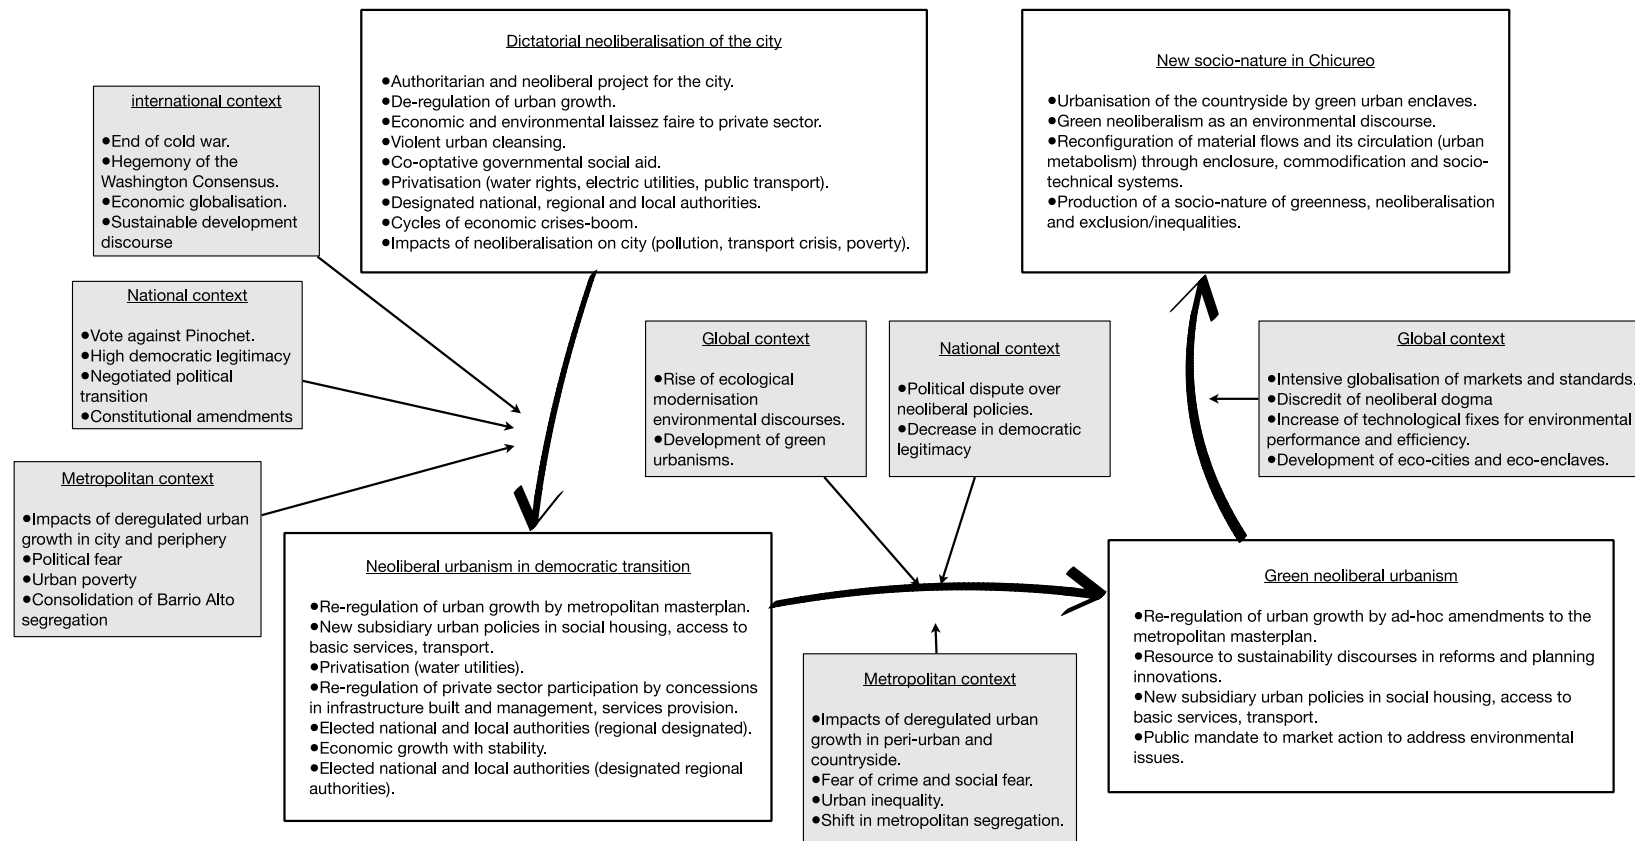 Dictatorial neoliberalisation of the city
●Authoritarian and neoliberal project for the city.
●De-regulation of urban growth.
●Economic and environmental laissez faire to private sector.
●Violent urban cleansing.
●Co-optative governmental social aid.
●Privatisation (water rights, electric utilities, public transport).
●Designated national, regional and local authorities.
●Cycles of economic crises-boom.
●Impacts of neoliberalisation on city (pollution, transport crisis, poverty).
New socio-nature in Chicureo
●Urbanisation of the countryside by green urban enclaves.
●Green neoliberalism as an environmental discourse.
●Reconfiguration of material flows and its circulation (urban
metabolism) through enclosure, commodification and socio-
technical systems.
●Production of a socio-nature of greenness, neoliberalisation
and exclusion/inequalities.
international context
●End of cold war.
●Hegemony of the
Washington Consensus.
●Economic globalisation.
●Sustainable development
discourse
National context
●Vote against Pinochet.
●High democratic legitimacy
●Negotiated political
transition
●Constitutional amendments
Metropolitan context
●Impacts of deregulated urban
growth in city and periphery
●Political fear
●Urban poverty
●Consolidation of Barrio Alto
segregation
Global context
●Rise of ecological
modernisation
environmental discourses.
●Development of green
urbanisms.
National context
●Political dispute over
neoliberal policies.
●Decrease in democratic
legitimacy
Global context
●Intensive globalisation of markets and standards.
●Discredit of neoliberal dogma
●Increase of technological fixes for environmental
performance and efficiency.
●Development of eco-cities and eco-enclaves.
Neoliberal urbanism in democratic transition
●Re-regulation of urban growth by metropolitan masterplan.
●New subsidiary urban policies in social housing, access to
basic services, transport.
●Privatisation (water utilities).
●Re-regulation of private sector participation by concessions
in infrastructure built and management, services provision.
●Elected national and local authorities (regional designated).
●Economic growth with stability.
●Elected national and local authorities (designated regional
authorities).
Metropolitan context
●Impacts of deregulated urban
growth in peri-urban and
countryside.
●Fear of crime and social fear.
●Urban inequality.
●Shift in metropolitan segregation.
Green neoliberal urbanism
●Re-regulation of urban growth by ad-hoc amendments to the
metropolitan masterplan.
●Resource to sustainability discourses in reforms and planning
innovations.
●New subsidiary urban policies in social housing, access to
basic services, transport.
●Public mandate to market action to address environmental
issues.